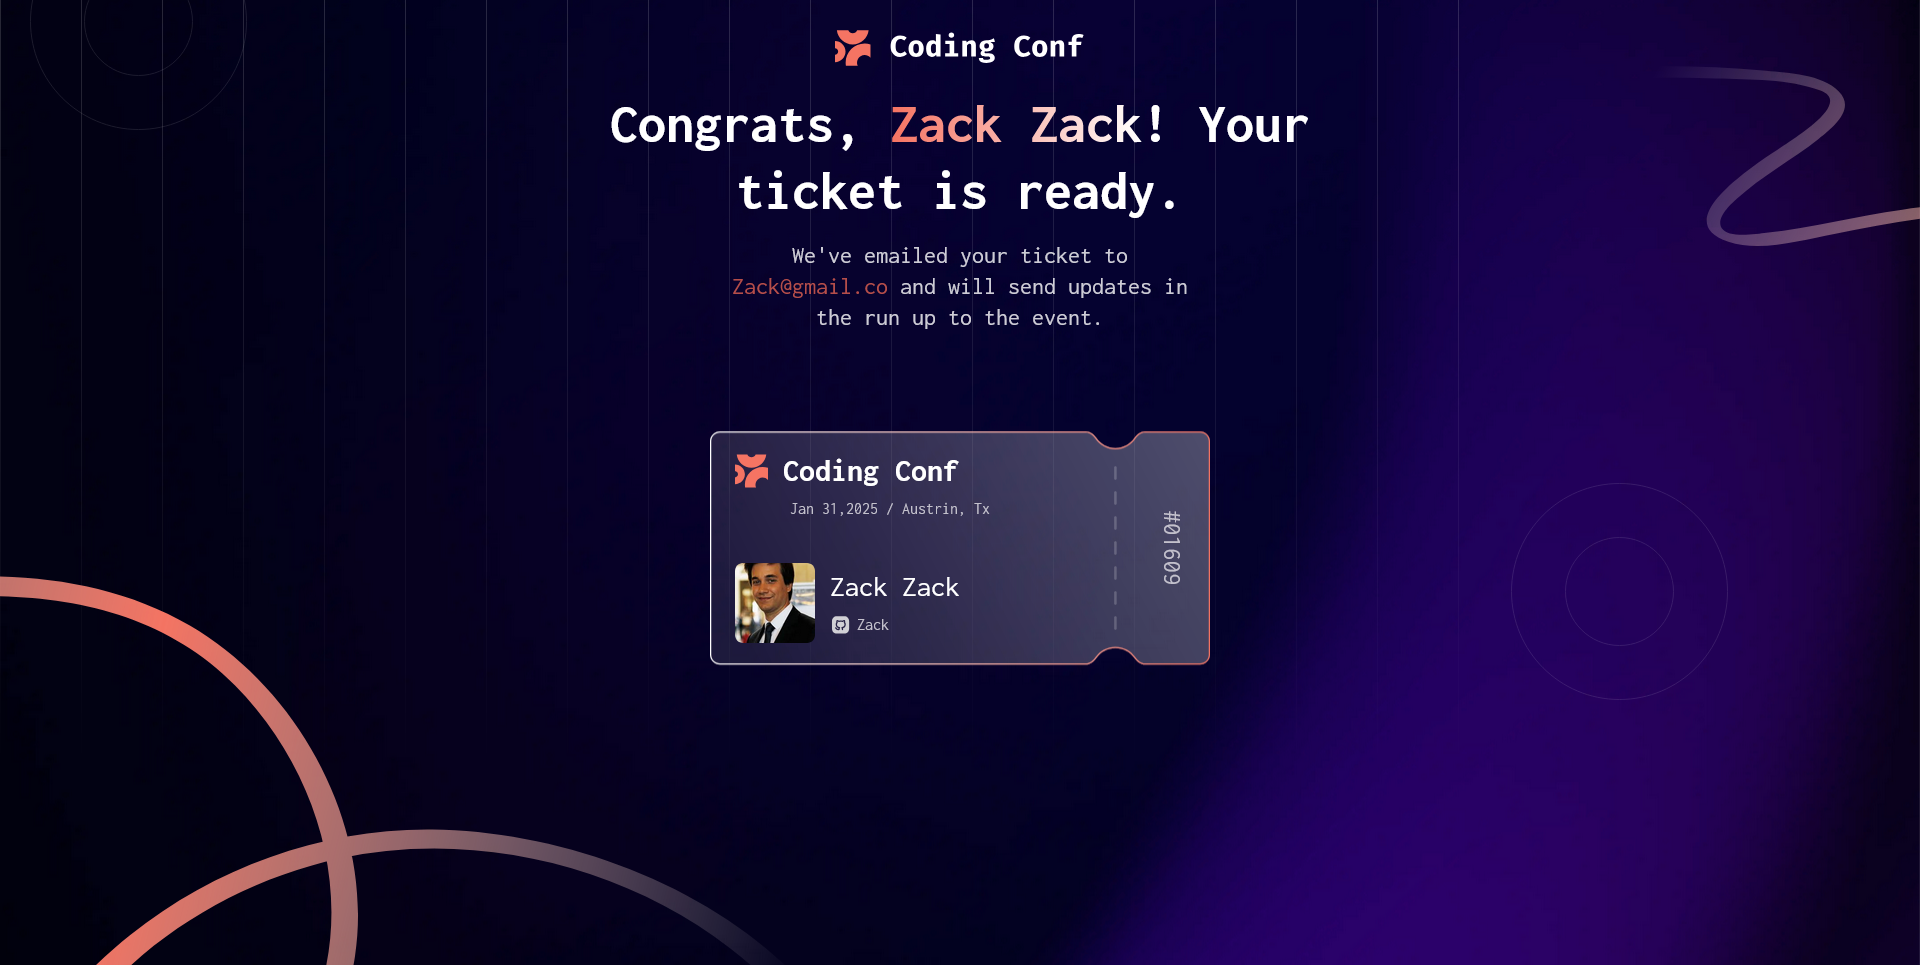 Coding Conf
Congrats, Zack Zack! Your
ticket is ready.
We've emailed your ticket to
Zack@gmail.co and will send updates in
the run up to the event.
Coding Conf
Jan 31,2025 / Austrin, Tx
#01609
Zack Zack
Zack